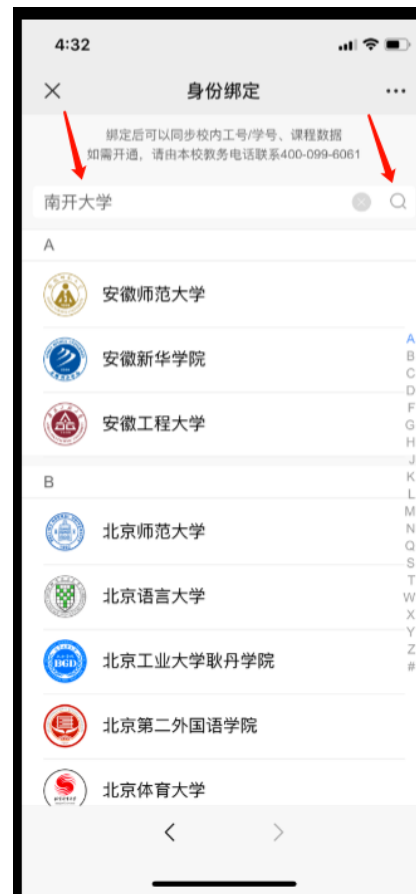 4:32
身份绑定
绑定后可以同步校内工号/学号、课程数据
如需开通，请由本校教务电话联系400-099-6061
南开大学
A
安徽师范大学
安徽新华学院
安徽工程大学
B
北京师范大学
北京语言大学
北京工业大学耿丹学院
BGD
北京第二外国语学院
北京体育大学
A
B
C
D
F
G
H
J
K
L
M
N
Q
S
T
W
X
Y
Z
#